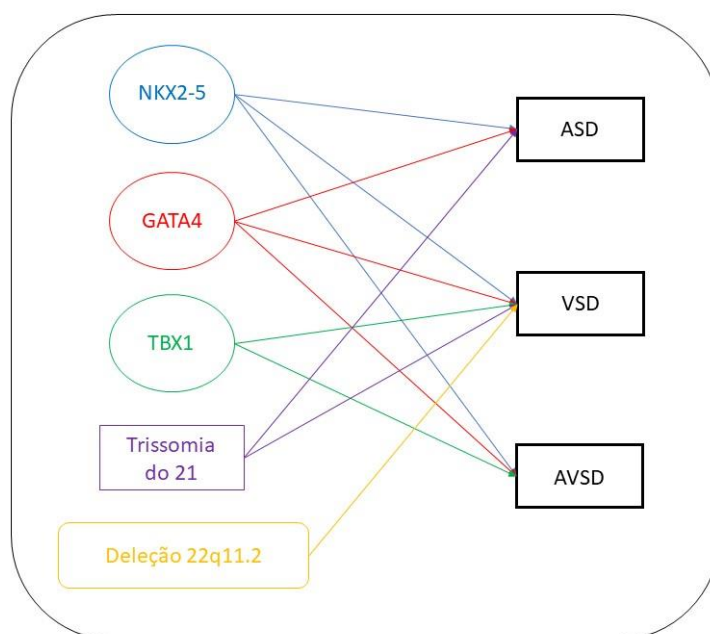 NKX2-5
ASD
GATA4
VSD
TBX1
Trissomia
do 21
AVSD
Deleção 22q11.2